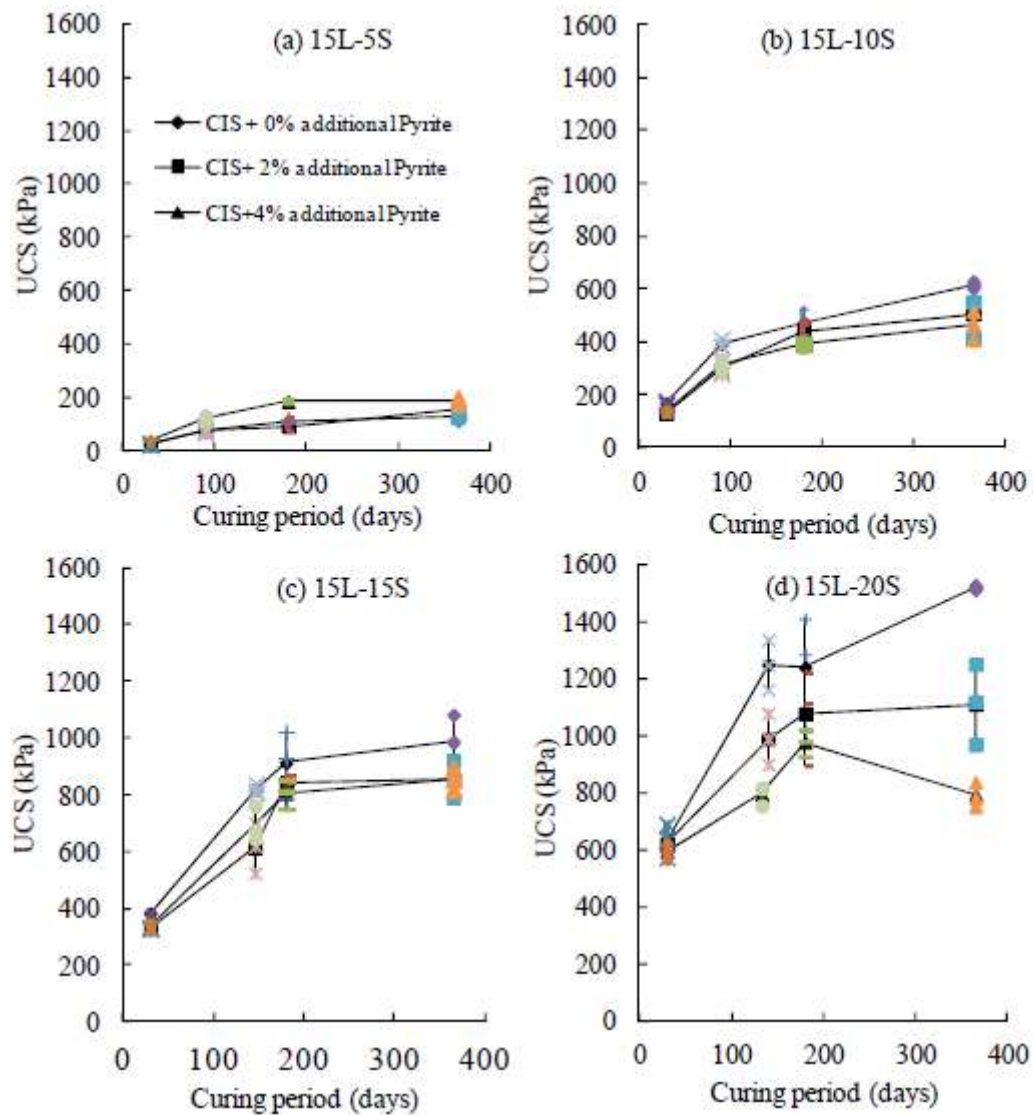 (a) 15L-5S
1600
1400
1200
1000
800
600
400
200
0
UCS (kPa)
CIS + 0% additional Pyrite
CIS+ 2% additional Pyrite
CIS+4% additional Pyrite
0 100 200 300 400
Curing period (days)
(b) 15L-10S
1600
1400
1200
1000
800
600
400
200
0
UCS (kPa)
0 100 200 300 400
Curing period (days)
(c) 15L-15S
1600
1400
1200
1000
800
600
400
200
0
UCS (kPa)
0 100 200 300 400
Curing period (days)
(d) 15L-20S
1600
1400
1200
1000
800
600
400
200
0
UCS (kPa)
0 100 200 300 400
Curing period (days)